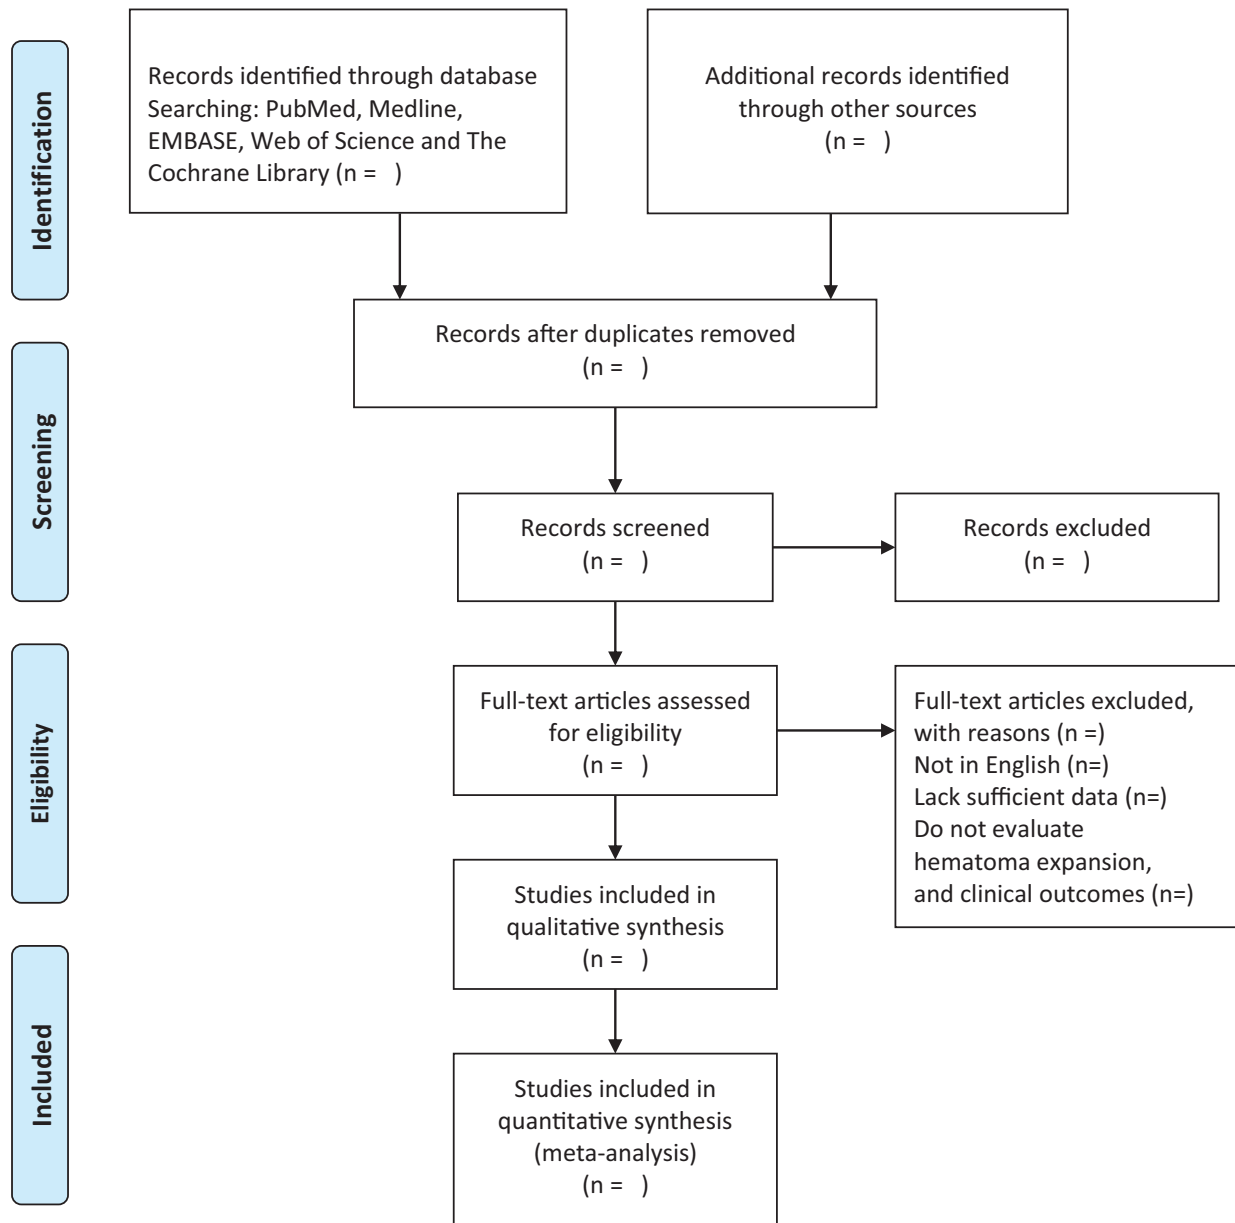 Identification
Records identified through database
Searching: PubMed, Medline,
EMBASE, Web of Science and The
Cochrane Library (n =   )
Additional records identified
through other sources
(n =   )
Records after duplicates removed
(n =   )
Screening
Records screened
(n =   )
Records excluded
(n =   )
Eligibility
Full-text articles assessed
for eligibility
(n =   )
Full-text articles excluded,
with reasons (n =)
Not in English (n=)
Lack sufficient data (n=)
Do not evaluate
hematoma expansion,
and clinical outcomes (n=)
Studies included in
qualitative synthesis
(n =   )
Included
Studies included in
quantitative synthesis
(meta-analysis)
(n =   )